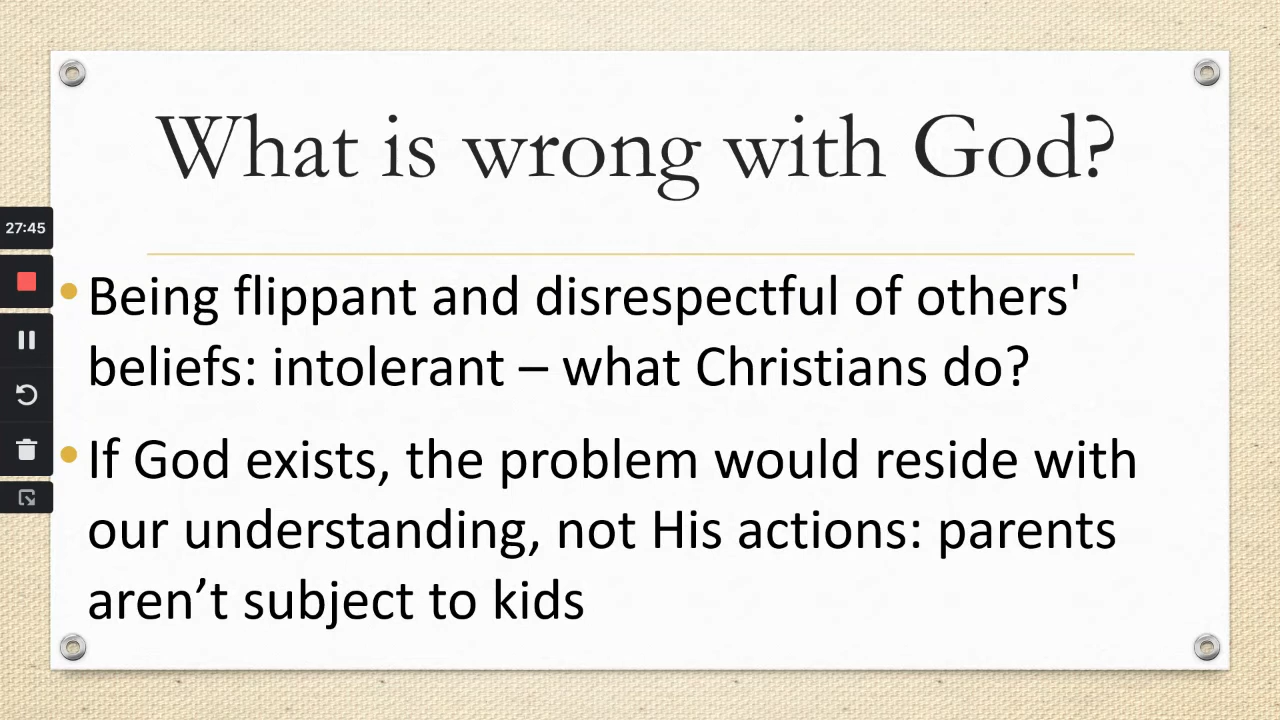 What is wrong with God?
27:45
• Being flippant and disrespectful of others'
beliefs: intolerant – what Christians do?
• If God exists, the problem would reside with
our understanding, not His actions: parents
aren’t subject to kids